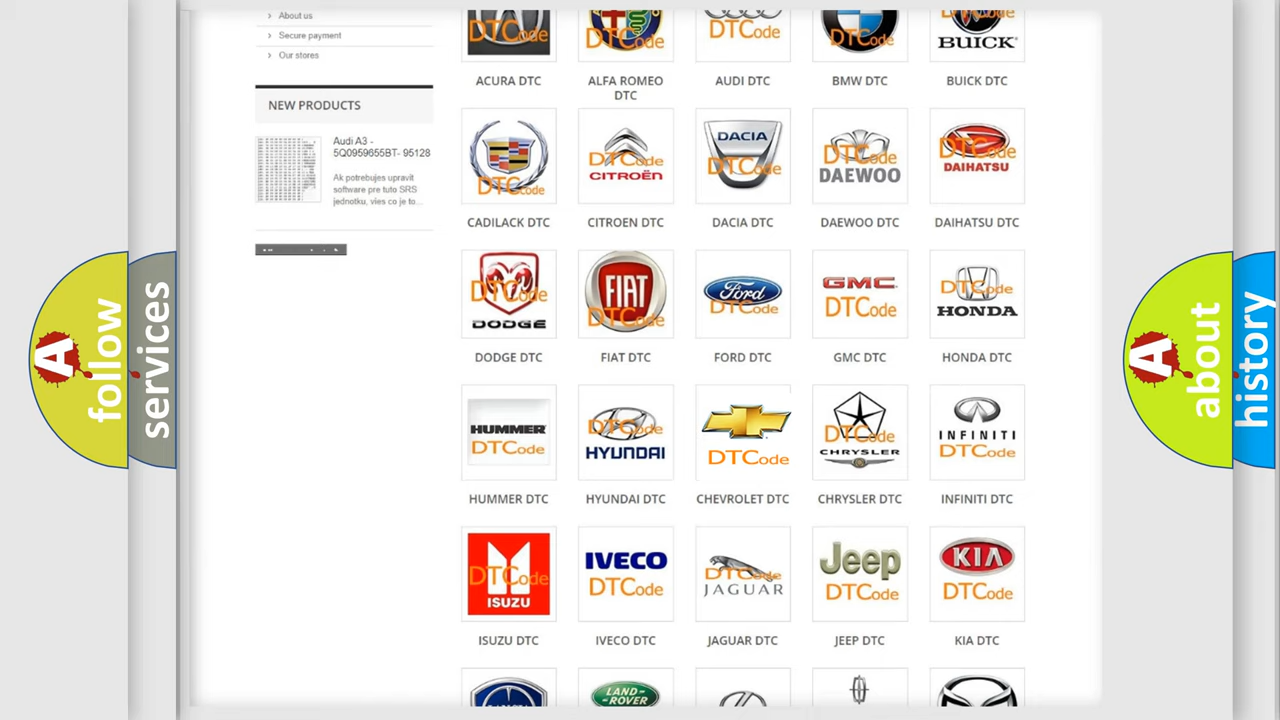 About us
Secure payment
Our stores
NEW PRODUCTS
Audi A3 -
5Q0959655BT- 95128
Ak potrebujes upravit
software pre tuto SRS
jednotku, vies co je to...
DTCode
DTCode
DTCode
DTCode
BUICK
ACURA DTC
ALFA ROMEO
DTC
AUDI DTC
BMW DTC
BUICK DTC
DTCode
DTCode
CITROËN
DACIA
DTCode
DTCode
DAEWOO
DTCode
DAIHATSU
CADILACK DTC
CITROEN DTC
DACIA DTC
DAEWOO DTC
DAIHATSU DTC
DTCode
DODGE
FIAT
DTCode
Ford
DTCode
GMC
DTCode
DTCode
HONDA
DODGE DTC
FIAT DTC
FORD DTC
GMC DTC
HONDA DTC
HUMMER
DTCode
DTCode
HYUNDAI
DTCode
DTCode
CHRYSLER
INFINITI
DTCode
HUMMER DTC
HYUNDAI DTC
CHEVROLET DTC
CHRYSLER DTC
INFINITI DTC
DTCode
ISUZU
IVECO
DTCode
DTCode
JAGUAR
Jeep
DTCode
KIA
DTCode
ISUZU DTC
IVECO DTC
JAGUAR DTC
JEEP DTC
KIA DTC
LAND-
ROVER
A
follow
services
A
about
history